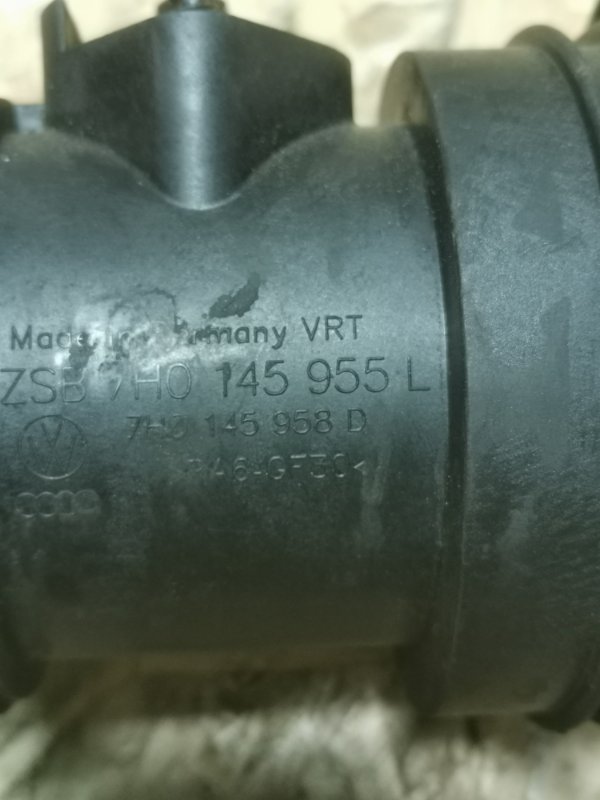 Made in Germany VRT
ZSB 7H0 145 955 L
7H0 145 958 D